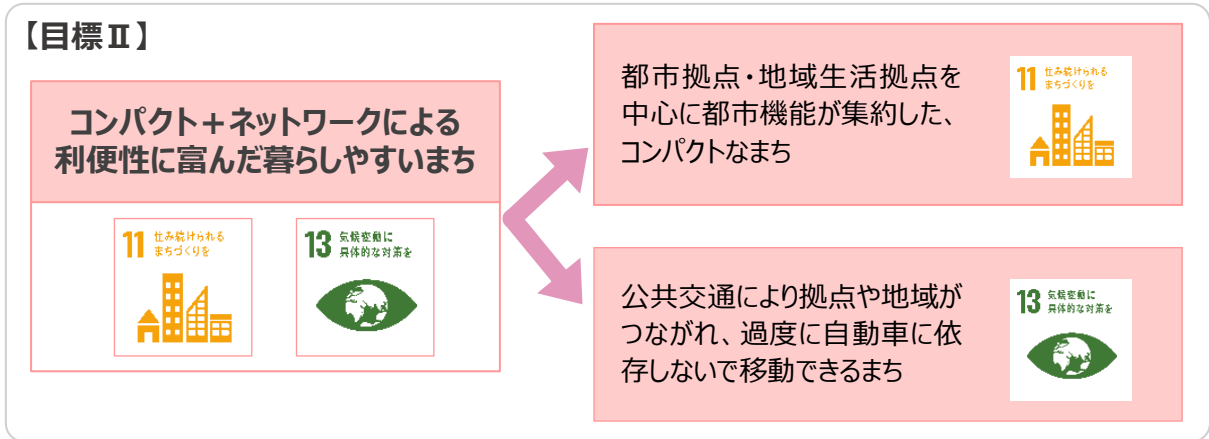 【目標Ⅱ】
コンパクト＋ネットワークによる
利便性に富んだ暮らしやすいまち
11 住み続けられる
まちづくりを
13 気候変動に
具体的な対策を
都市拠点・地域生活拠点を
中心に都市機能が集約した、
コンパクトなまち
11 住み続けられる
まちづくりを
公共交通により拠点や地域が
つながれ、過度に自動車に依
存しないで移動できるまち
13 気候変動に
具体的な対策を